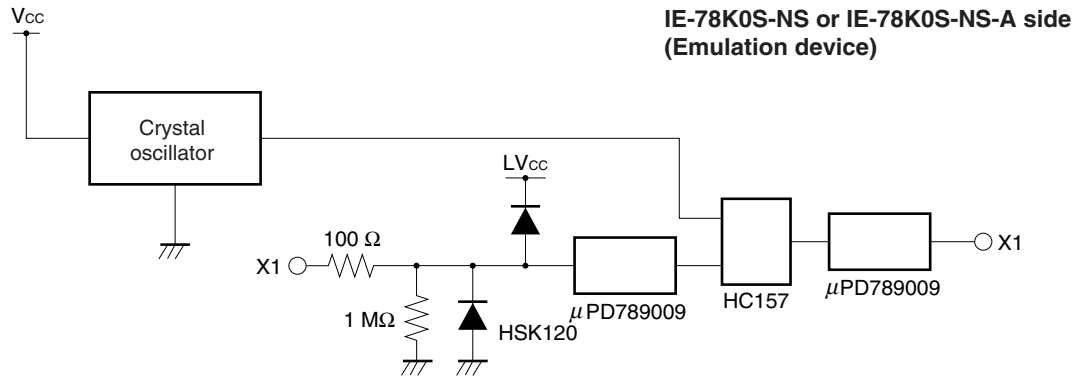 IE-78K0S-NS or IE-78K0S-NS-A side
(Emulation device)
VCC
Crystal
oscillator
LVCC
100 Ω
X1
X1
1 MΩ
HSK120
μPD789009
HC157
μPD789009